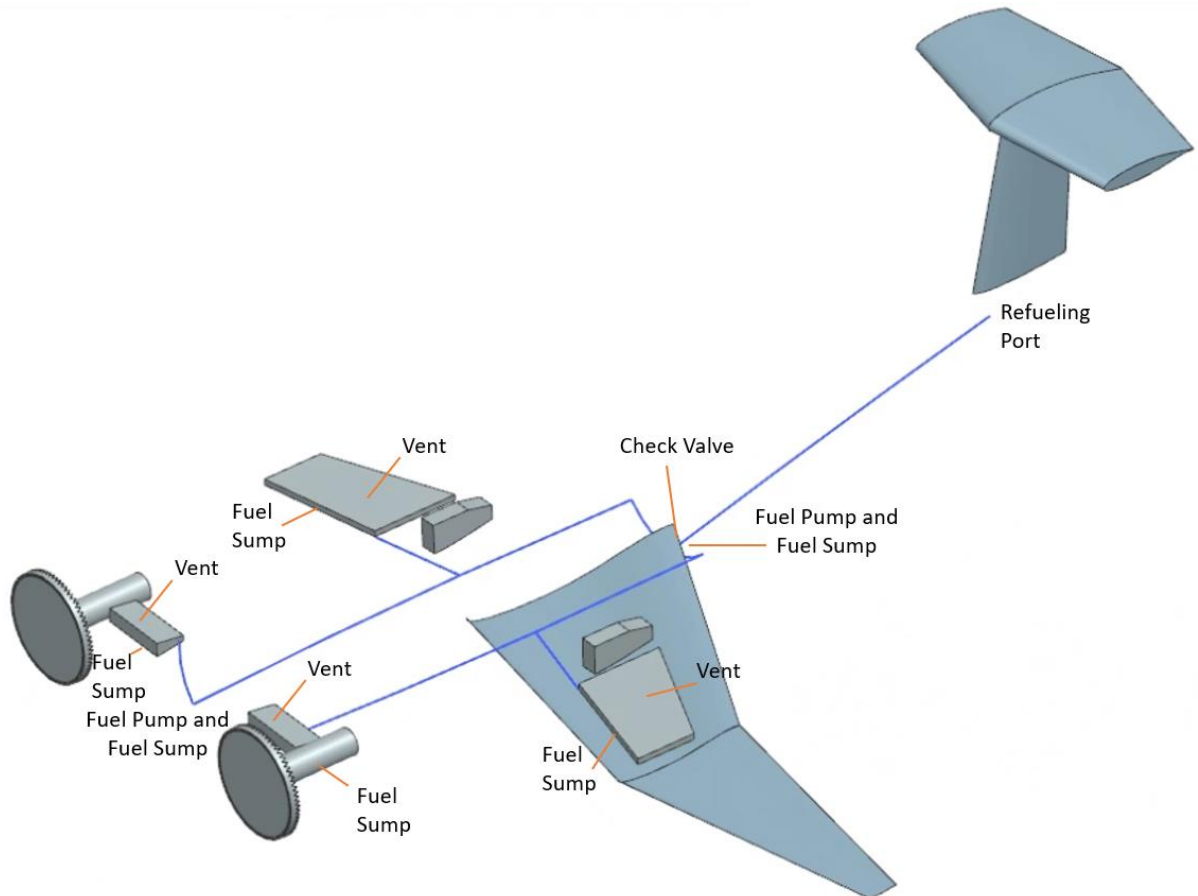 Refueling
Port
Vent
Check Valve
Fuel
Sump
Fuel Pump and
Fuel Sump
Vent
Fuel
Sump
Vent
Vent
Fuel Pump and
Fuel Sump
Fuel
Sump
Fuel
Sump